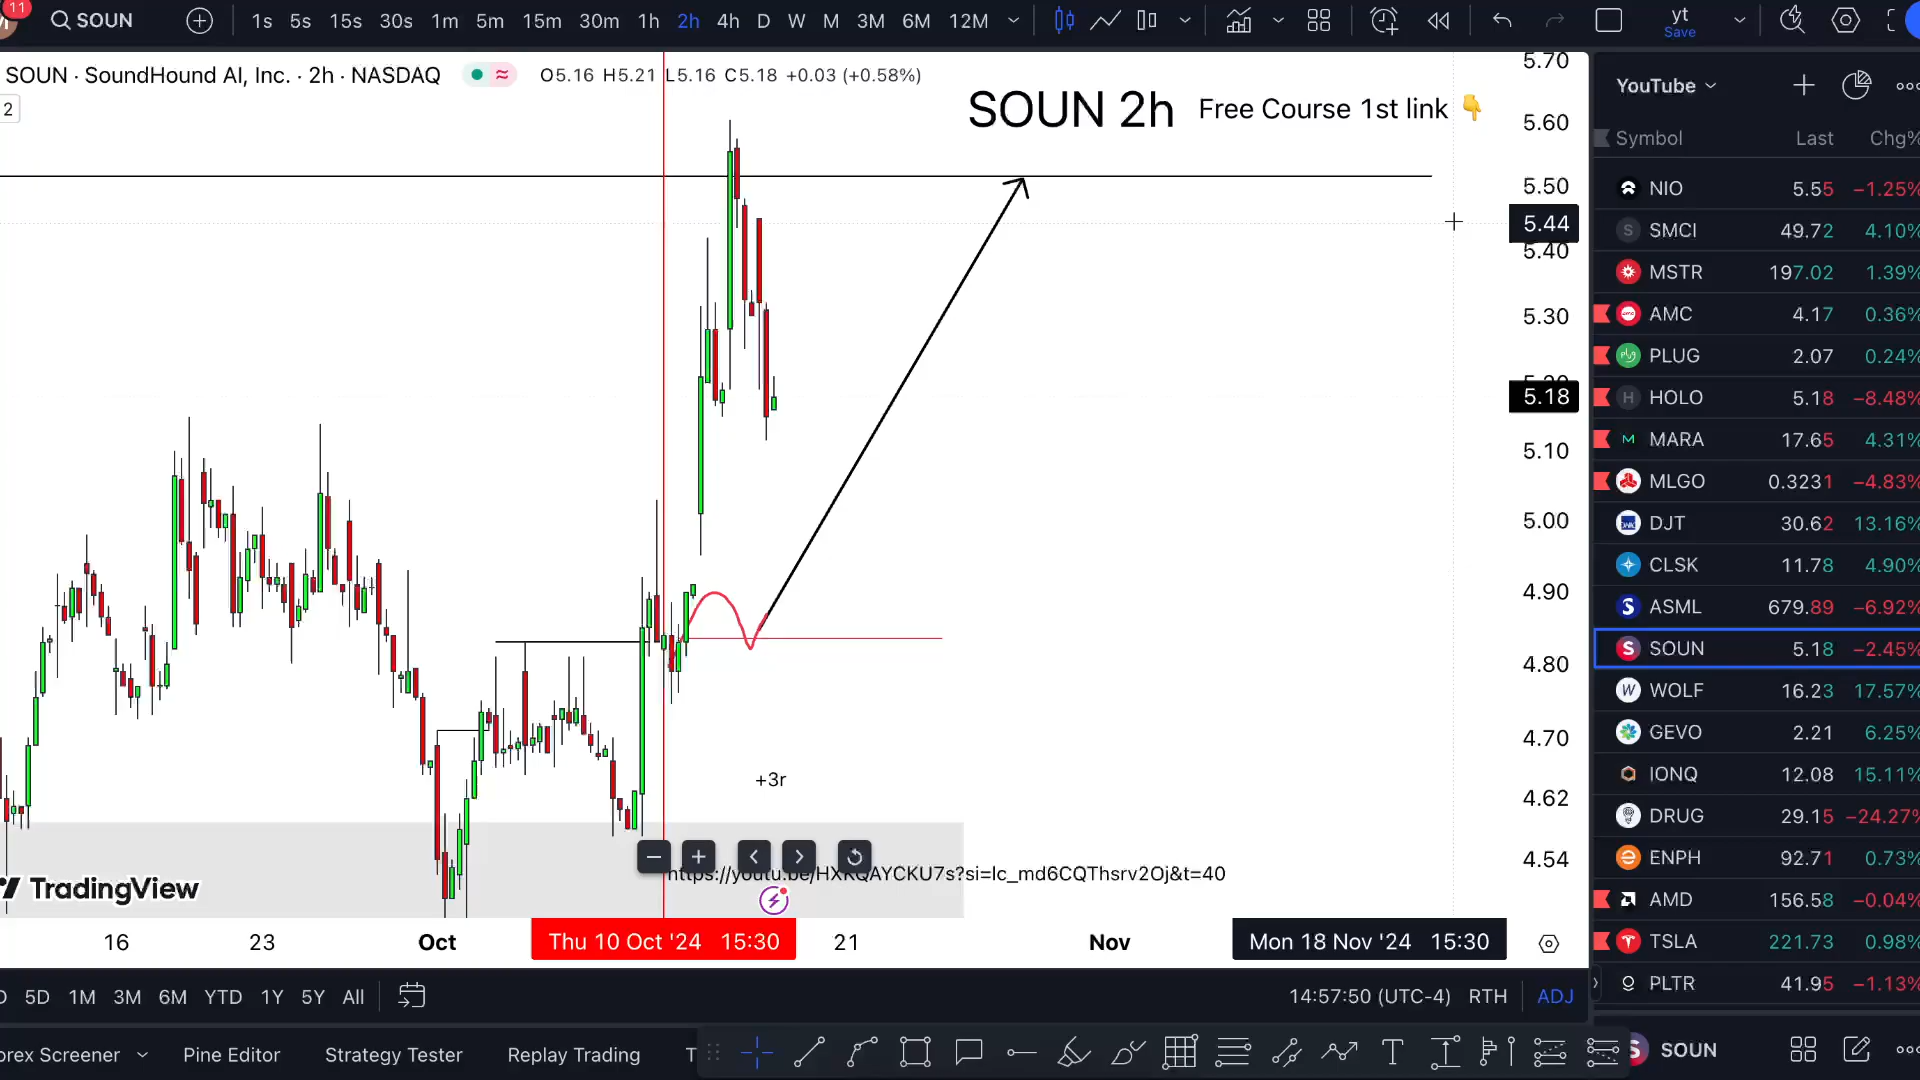 11
SOUN
1s 5s 15s 30s 1m 5m 15m 30m 1h 2h 4h D W M 3M 6M 12M
yt
Save
SOUN · SoundHound AI, Inc. · 2h · NASDAQ
O5.16 H5.21 L5.16 C5.18 +0.03 (+0.58%)
2
SOUN 2h
Free Course 1st link 👇
5.70
5.60
5.50
5.44
5.40
5.30
5.18
5.10
5.00
4.90
4.80
4.70
4.62
4.54
+3r
TradingView
16
23
Oct
Thu 10 Oct '24 15:30
21
Nov
Mon 18 Nov '24 15:30
5D 1M 3M 6M YTD 1Y 5Y All
14:57:50 (UTC-4) RTH ADJ
orex Screener
Pine Editor
Strategy Tester
Replay Trading
T
YouTube
Symbol Last Chg%
NIO 5.55 −1.25%
SMCI 49.72 4.10%
MSTR 197.02 1.39%
AMC 4.17 0.36%
PLUG 2.07 0.24%
HOLO 5.18 −8.48%
MARA 17.65 4.31%
MLGO 0.3231 −4.83%
DJT 30.62 13.16%
CLSK 11.78 4.90%
ASML 679.89 −6.92%
SOUN 5.18 −2.45%
WOLF 16.23 17.57%
GEVO 2.21 6.25%
IONQ 12.08 15.11%
DRUG 29.15 −24.27%
ENPH 92.71 0.73%
AMD 156.58 −0.04%
TSLA 221.73 0.98%
PLTR 41.95 −1.13%
SOUN